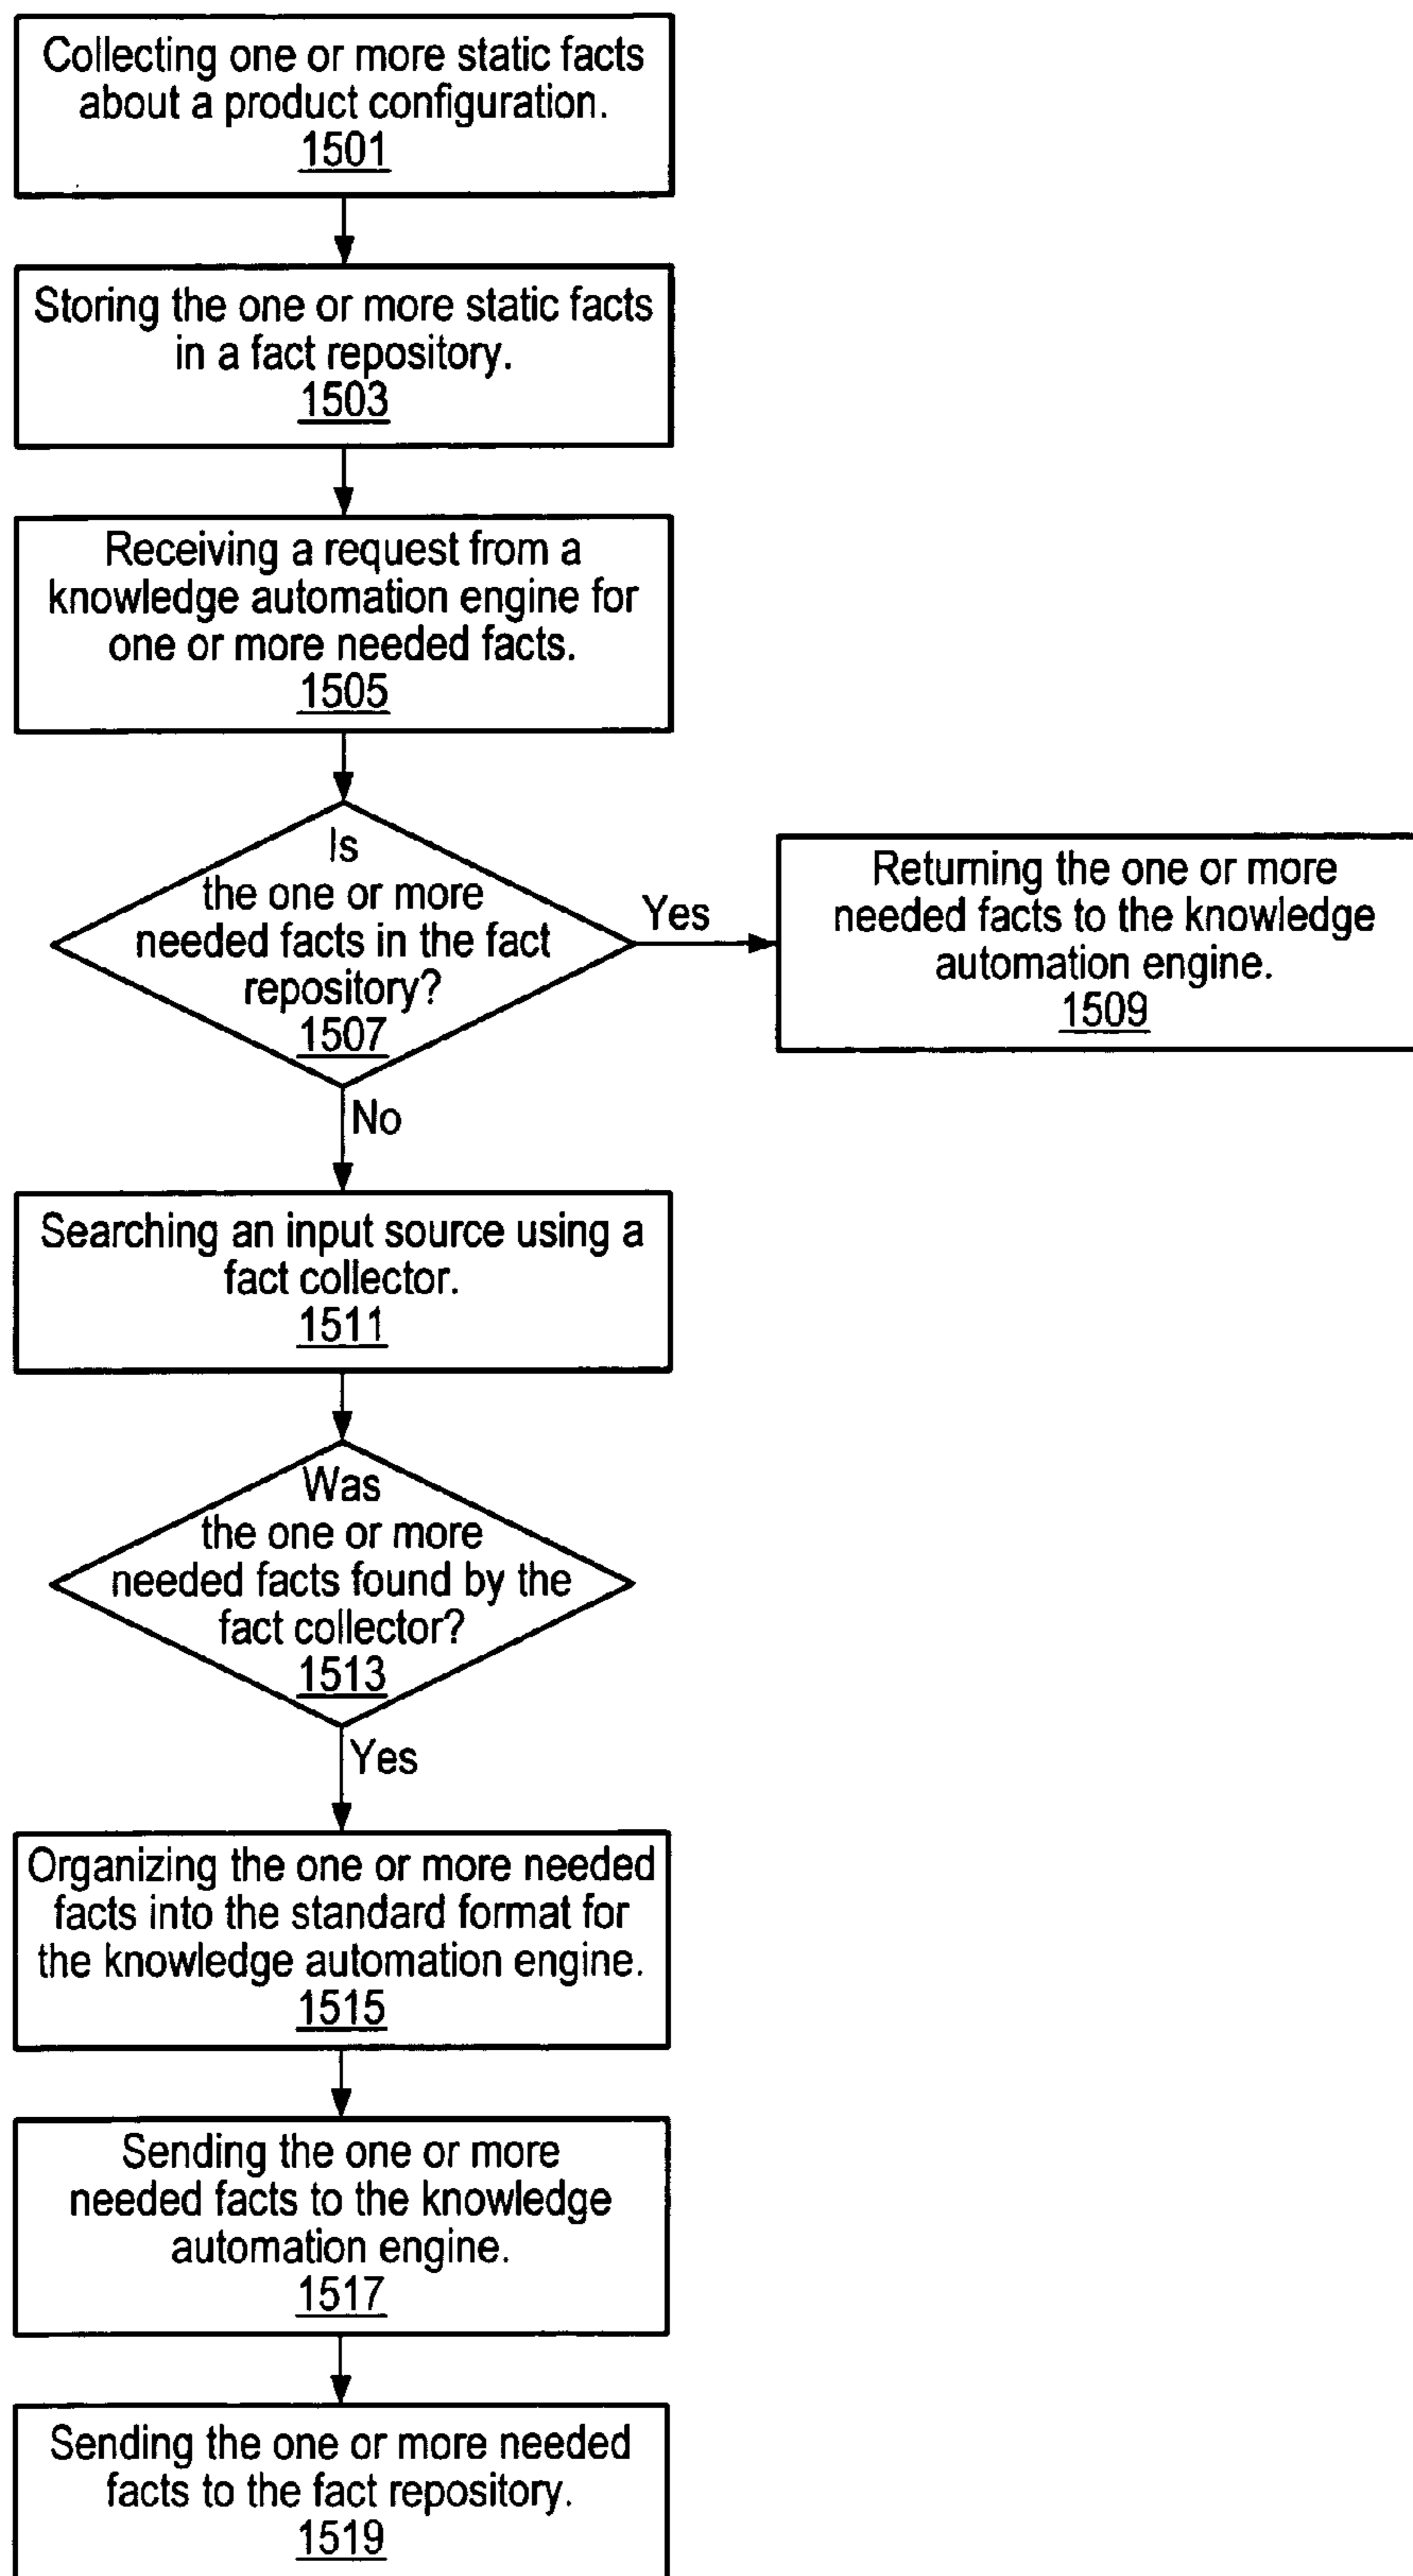 Collecting one or more static facts
about a product configuration.
1501
Storing the one or more static facts
in a fact repository.
1503
Receiving a request from a
knowledge automation engine for
one or more needed facts.
1505
Is
the one or more
needed facts in the fact
repository?
1507
Yes
Returning the one or more
needed facts to the knowledge
automation engine.
1509
No
Searching an input source using a
fact collector.
1511
Was
the one or more
needed facts found by the
fact collector?
1513
Yes
Organizing the one or more needed
facts into the standard format for
the knowledge automation engine.
1515
Sending the one or more
needed facts to the knowledge
automation engine.
1517
Sending the one or more needed
facts to the fact repository.
1519